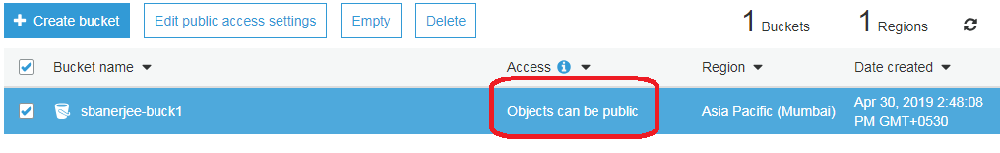 Create bucket Edit public access settings Empty Delete 1 Buckets 1 Regions
Bucket name Access Region Date created
sbanerjee-buck1 Objects can be public Asia Pacific (Mumbai) Apr 30, 2019 2:48:08
PM GMT+0530